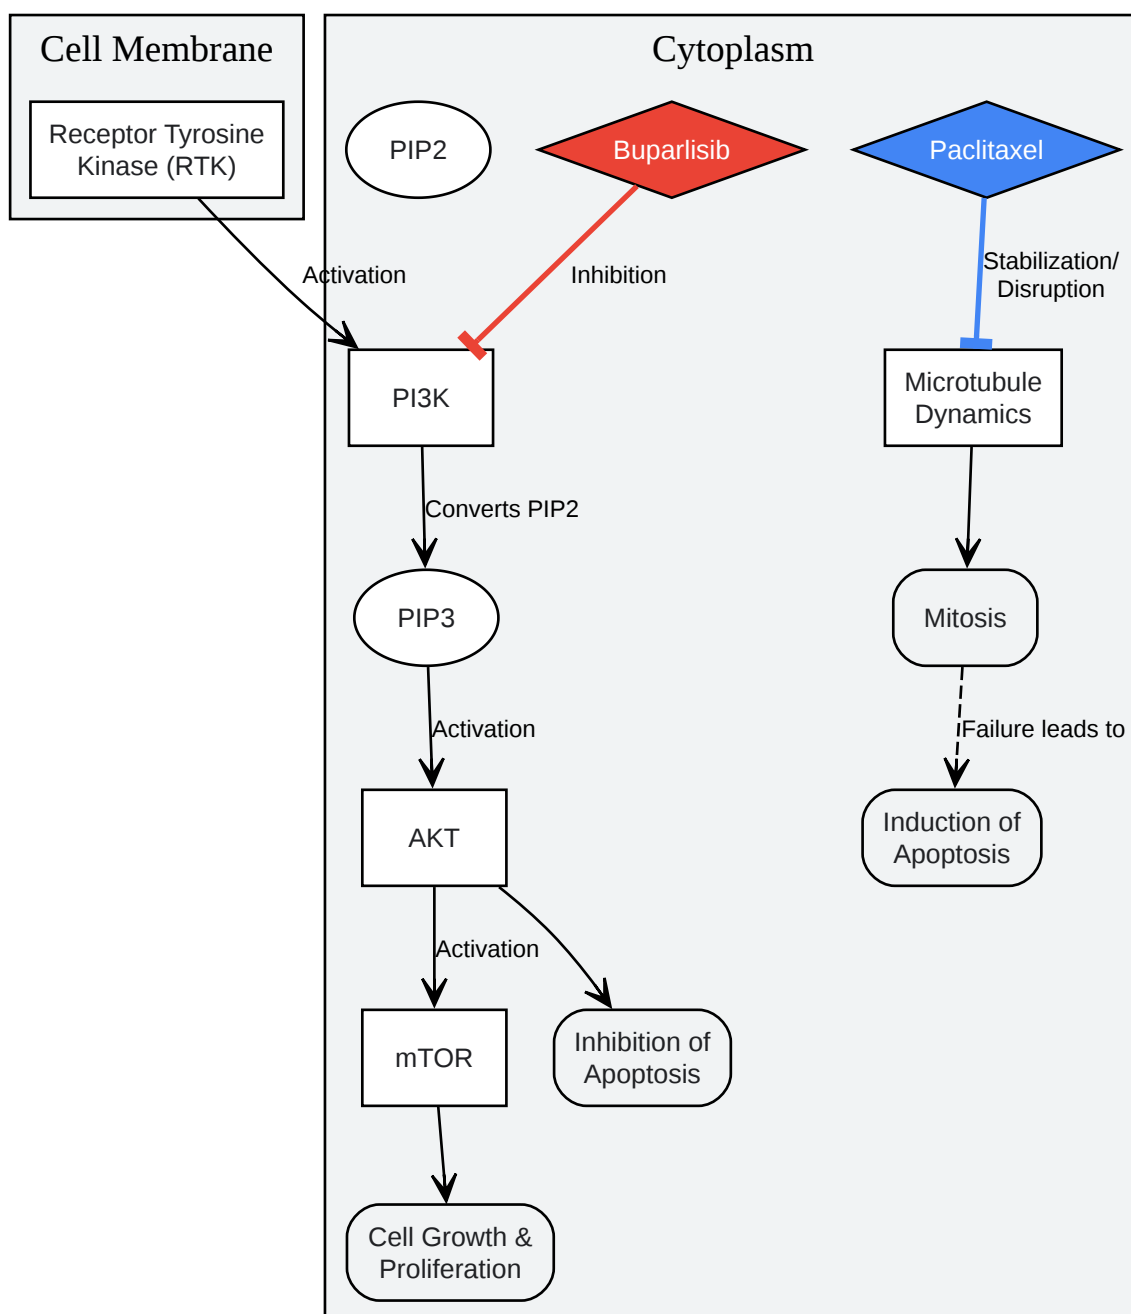 Cell Membrane
Cytoplasm
Receptor Tyrosine
Kinase (RTK)
PIP2
Buparlisib
Paclitaxel
Activation
Inhibition
Stabilization/
Disruption
PI3K
Microtubule
Dynamics
Converts PIP2
PIP3
Mitosis
Activation
Failure leads to
AKT
Induction of
Apoptosis
Activation
mTOR
Inhibition of
Apoptosis
Cell Growth &
Proliferation